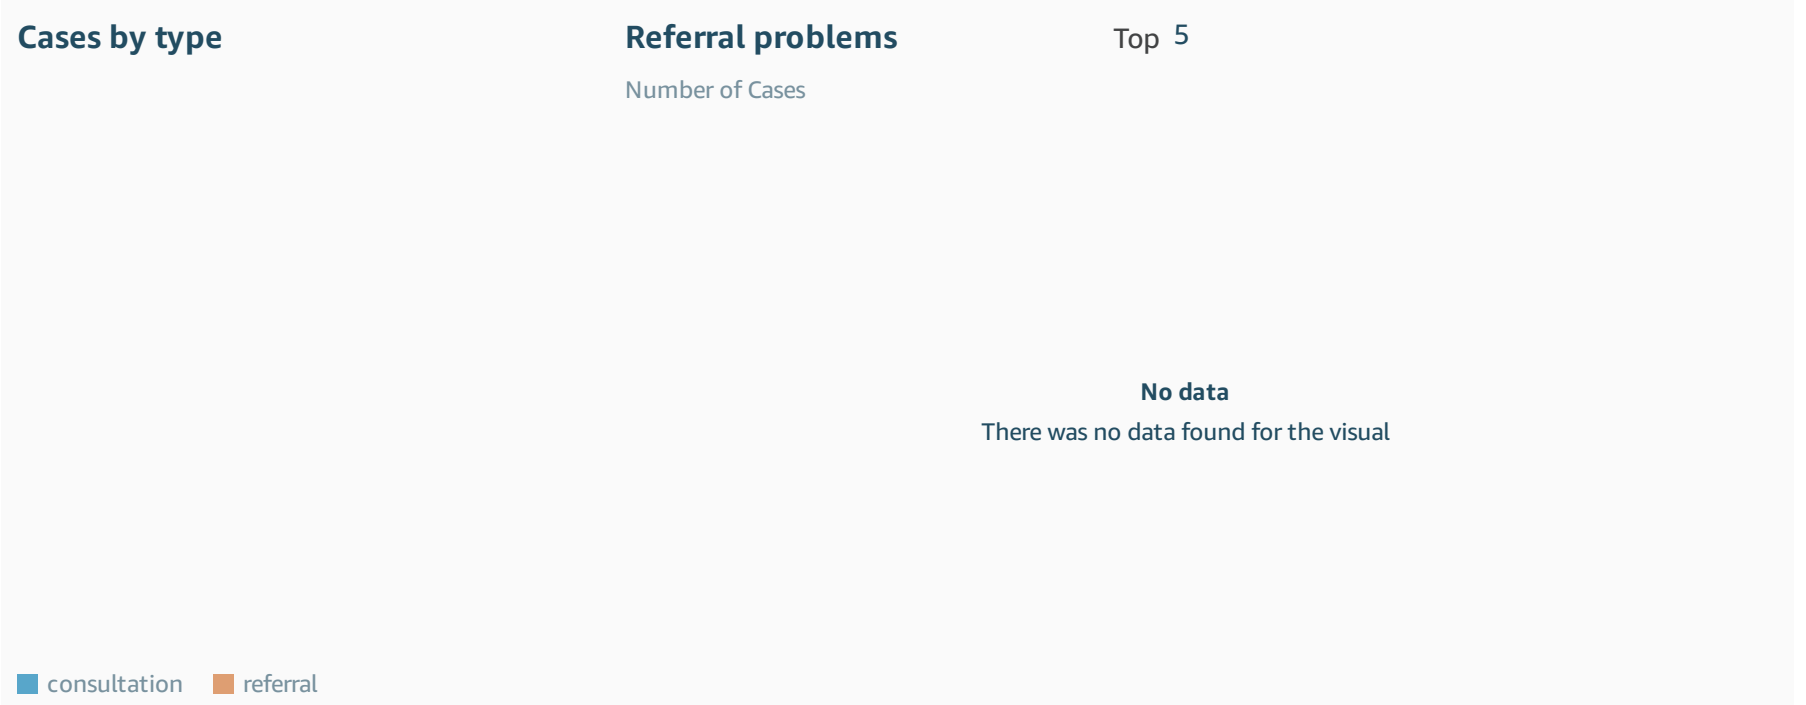 Cases by type
Referral problems
Top 5
Number of Cases
No data
There was no data found for the visual
consultation
referral